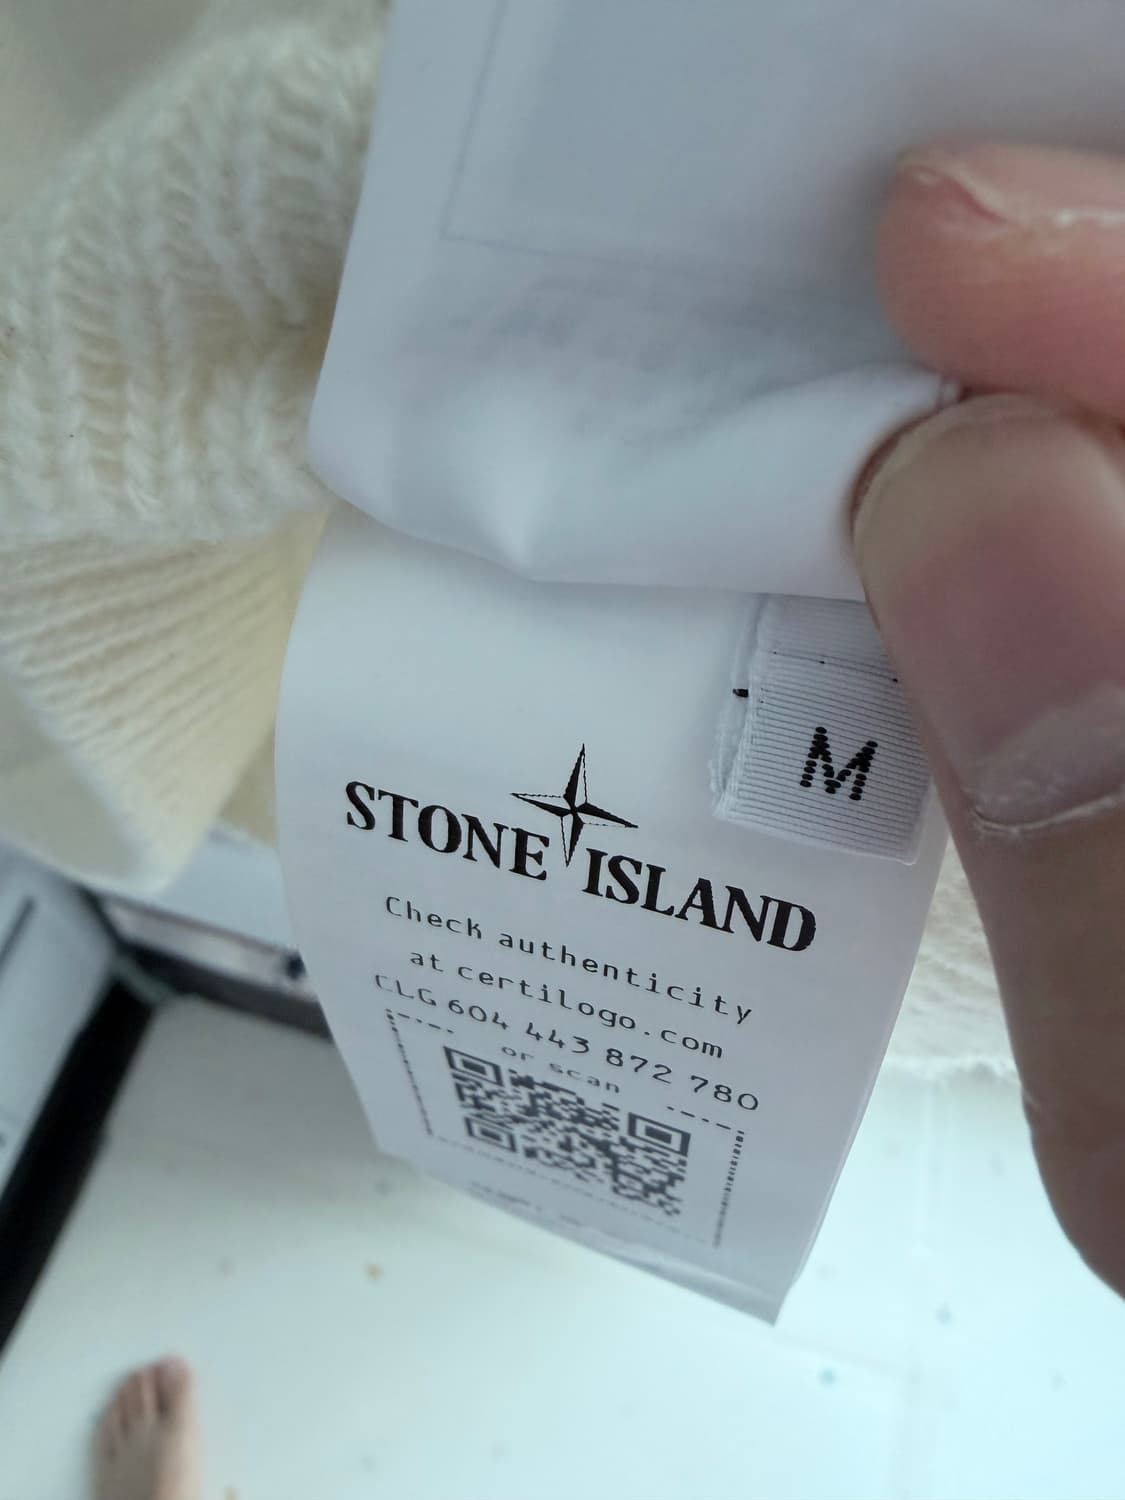 M
STONE ISLAND
Check authenticity
at certilogo.com
CLG 604 443 872 780
or scan